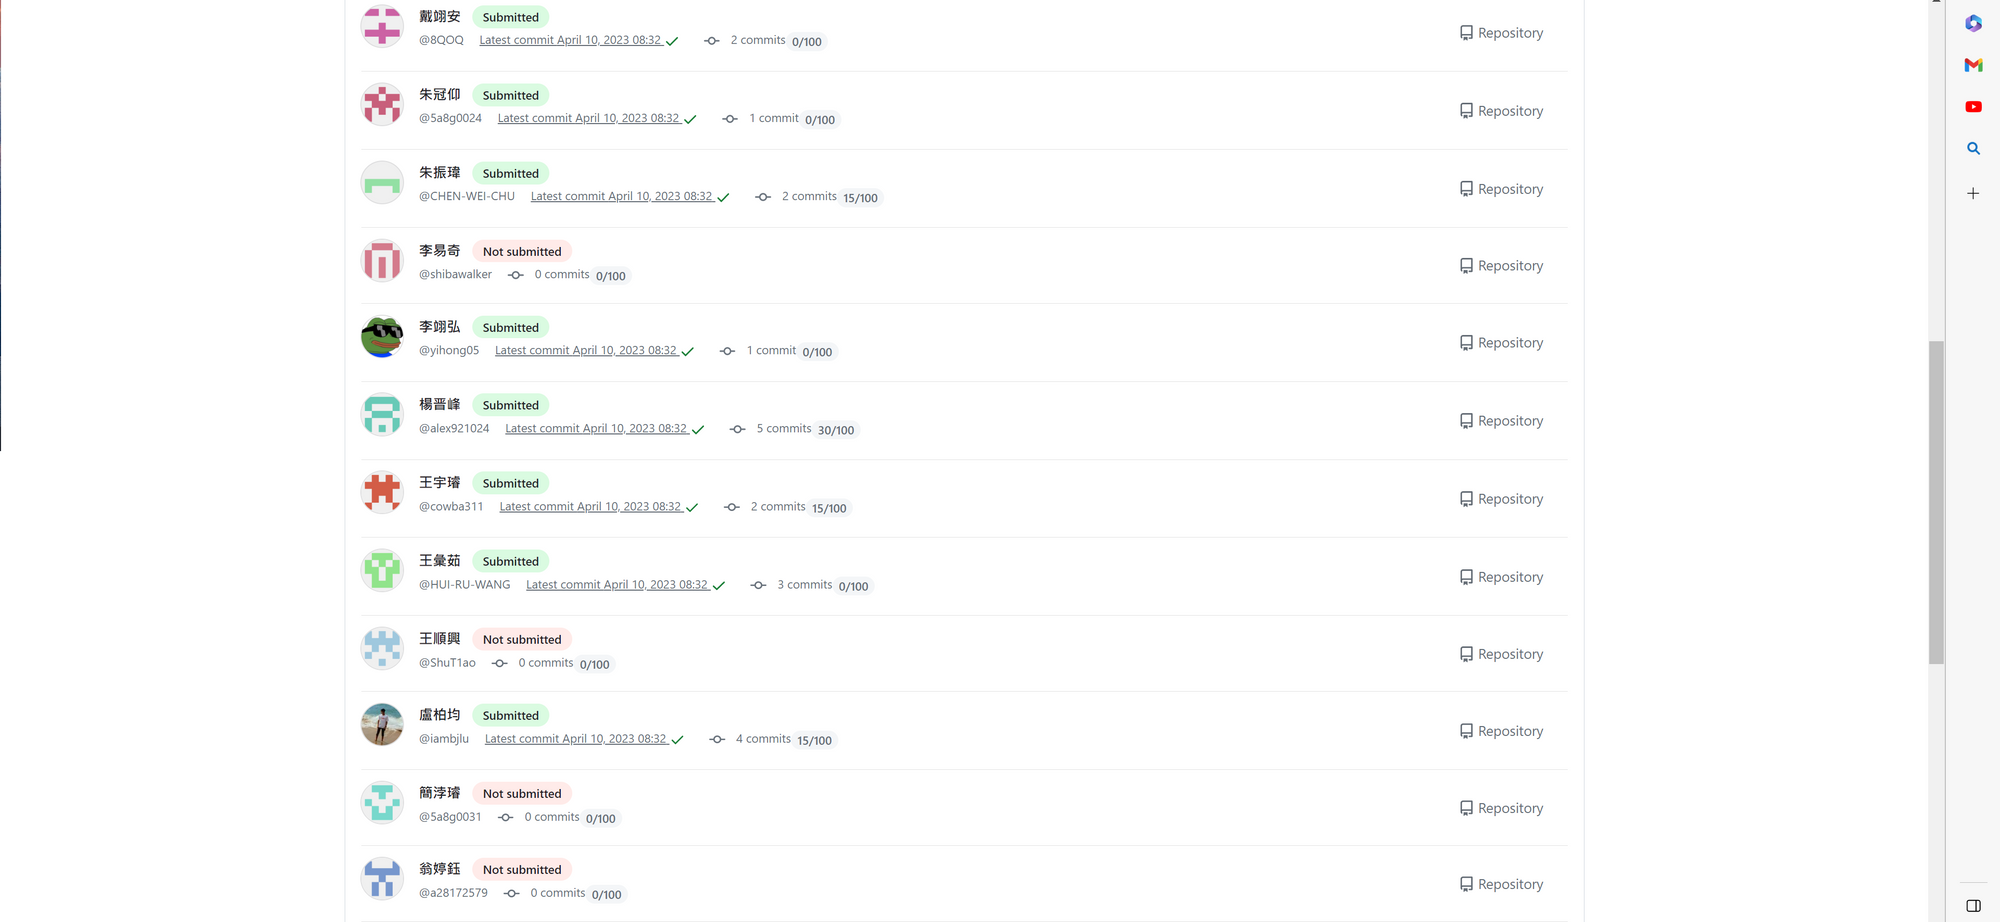 戴翊安 Submitted
@8QOQ Latest commit April 10, 2023 08:32 2 commits 0/100 Repository
朱冠仰 Submitted
@5a8g0024 Latest commit April 10, 2023 08:32 1 commit 0/100 Repository
朱振瑋 Submitted
@CHEN-WEI-CHU Latest commit April 10, 2023 08:32 2 commits 15/100 Repository
李易奇 Not submitted
@shibawalker 0 commits 0/100 Repository
李翊弘 Submitted
@yihong05 Latest commit April 10, 2023 08:32 1 commit 0/100 Repository
楊晋峰 Submitted
@alex921024 Latest commit April 10, 2023 08:32 5 commits 30/100 Repository
王宇璿 Submitted
@cowba311 Latest commit April 10, 2023 08:32 2 commits 15/100 Repository
王彙茹 Submitted
@HUI-RU-WANG Latest commit April 10, 2023 08:32 3 commits 0/100 Repository
王順興 Not submitted
@ShuT1ao 0 commits 0/100 Repository
盧柏均 Submitted
@iambjlu Latest commit April 10, 2023 08:32 4 commits 15/100 Repository
簡浡璿 Not submitted
@5a8g0031 0 commits 0/100 Repository
翁婷鈺 Not submitted
@a28172579 0 commits 0/100 Repository